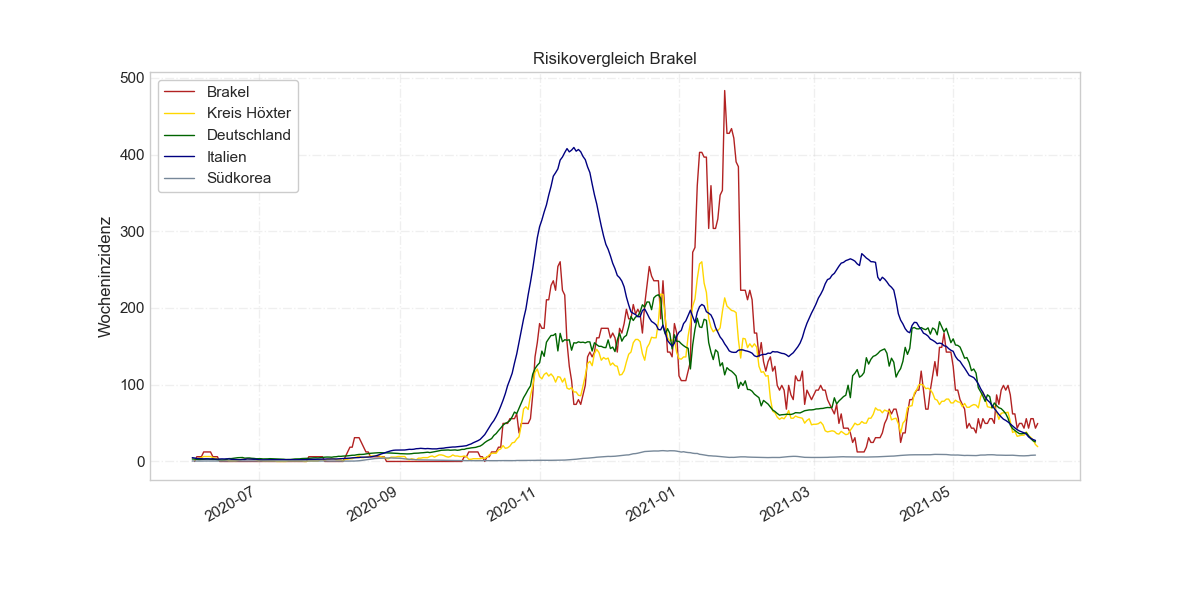 Risikovergleich Brakel
Wocheninzidenz
500
400
300
200
100
0
Brakel
Kreis Höxter
Deutschland
Italien
Südkorea
2020-07
2020-09
2020-11
2021-01
2021-03
2021-05